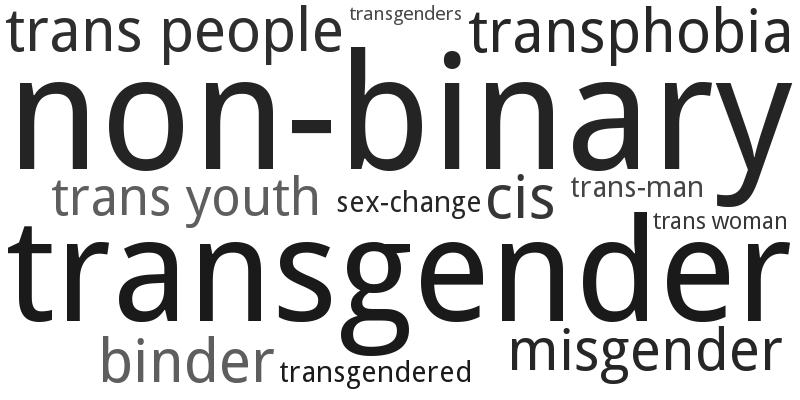 trans people transgenders transphobia
non-binary
trans youth sex-change cis trans-man
trans woman
transgender
binder transgendered misgender